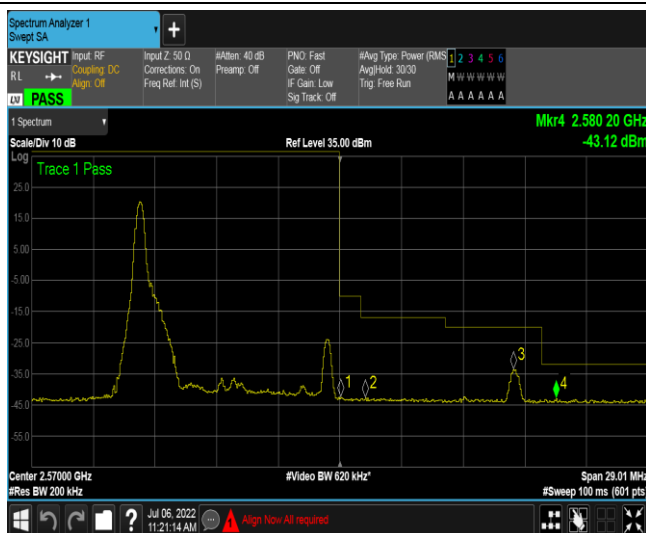 Spectrum Analyzer 1
Swept SA
+
KEYSIGHT Input: RF Input Z: 50 Ω #Atten: 40 dB PNO: Fast #Avg Type: Power (RMS 1 2 3 4 5 6
RL Coupling: DC Corrections: On Preamp: Off Gate: Off Avg|Hold: 30/30 M W W W W W
Align: Off Freq Ref: Int (S) IF Gain: Low Trig: Free Run
LXI PASS Sig Track: Off A A A A A A
1 Spectrum Mkr4 2.580 20 GHz
Scale/Div 10 dB Ref Level 35.00 dBm -43.12 dBm
Log
Trace 1 Pass
25.0
15.0
5.00
-5.00
-15.0
-25.0
-35.0
-45.0
-55.0
1 2 3 4
Center 2.57000 GHz #Video BW 620 kHz* Span 29.01 MHz
#Res BW 200 kHz #Sweep 100 ms (601 pts)
? Jul 06, 2022
11:21:14 AM Align Now All required